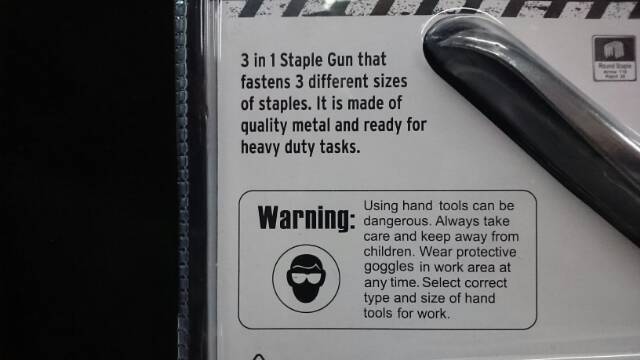 3 in 1 Staple Gun that
fastens 3 different sizes
of staples. It is made of
quality metal and ready for
heavy duty tasks.
Warning:
Using hand tools can be
dangerous. Always take
care and keep away from
children. Wear protective
goggles in work area at
any time. Select correct
type and size of hand
tools for work.
Round Staple